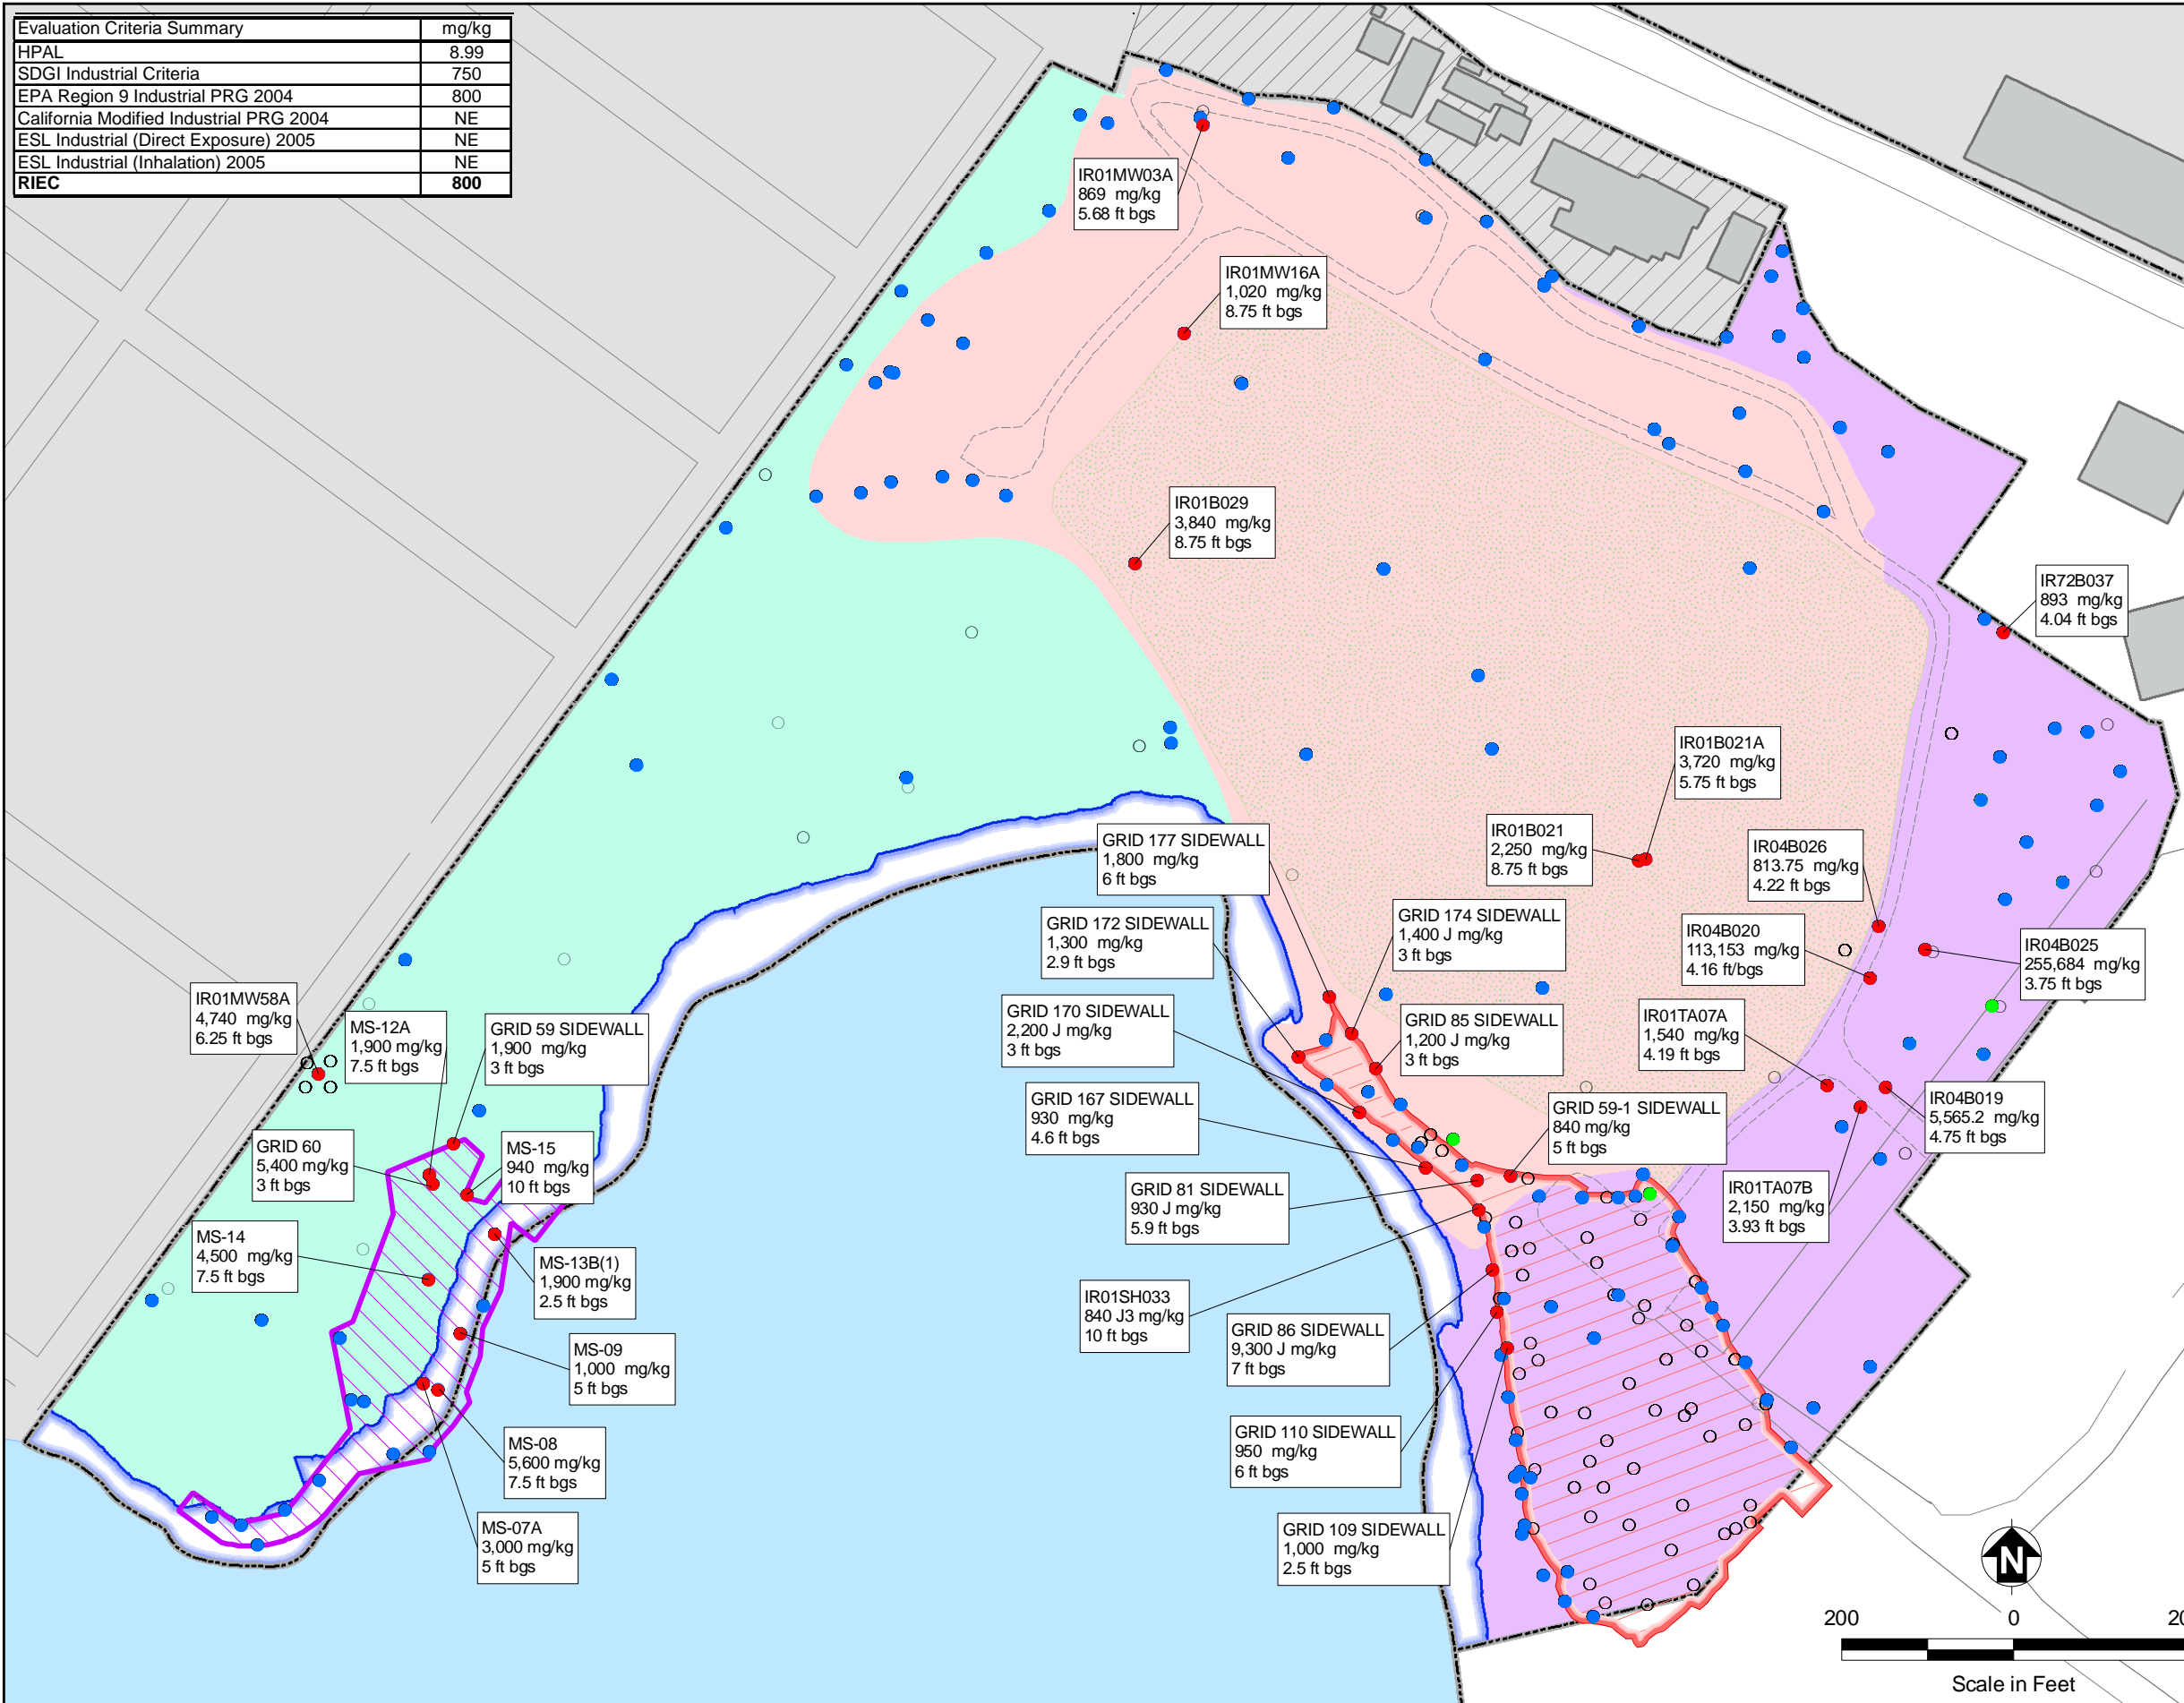 Evaluation Criteria Summary mg/kg
HPAL 8.99
SDGI Industrial Criteria 750
EPA Region 9 Industrial PRG 2004 800
California Modified Industrial PRG 2004 NE
ESL Industrial (Direct Exposure) 2005 NE
ESL Industrial (Inhalation) 2005 NE
RIEC 800
IR01MW03A
869 mg/kg
5.68 ft bgs
IR01MW16A
1,020 mg/kg
8.75 ft bgs
IR01B029
3,840 mg/kg
8.75 ft bgs
IR72B037
893 mg/kg
4.04 ft bgs
IR01B021A
3,720 mg/kg
5.75 ft bgs
IR01B021
2,250 mg/kg
8.75 ft bgs
IR04B026
813.75 mg/kg
4.22 ft bgs
GRID 177 SIDEWALL
1,800 mg/kg
6 ft bgs
GRID 172 SIDEWALL
1,300 mg/kg
2.9 ft bgs
GRID 174 SIDEWALL
1,400 J mg/kg
3 ft bgs
IR04B020
113,153 mg/kg
4.16 ft/bgs
IR04B025
255,684 mg/kg
3.75 ft bgs
GRID 170 SIDEWALL
2,200 J mg/kg
3 ft bgs
GRID 85 SIDEWALL
1,200 J mg/kg
3 ft bgs
IR01TA07A
1,540 mg/kg
4.19 ft bgs
IR01MW58A
4,740 mg/kg
6.25 ft bgs
MS-12A
1,900 mg/kg
7.5 ft bgs
GRID 59 SIDEWALL
1,900 mg/kg
3 ft bgs
GRID 167 SIDEWALL
930 mg/kg
4.6 ft bgs
GRID 59-1 SIDEWALL
840 mg/kg
5 ft bgs
IR04B019
5,565.2 mg/kg
4.75 ft bgs
GRID 60
5,400 mg/kg
3 ft bgs
MS-15
940 mg/kg
10 ft bgs
GRID 81 SIDEWALL
930 J mg/kg
5.9 ft bgs
IR01TA07B
2,150 mg/kg
3.93 ft bgs
MS-14
4,500 mg/kg
7.5 ft bgs
MS-13B(1)
1,900 mg/kg
2.5 ft bgs
IR01SH033
840 J3 mg/kg
10 ft bgs
GRID 86 SIDEWALL
9,300 J mg/kg
7 ft bgs
MS-09
1,000 mg/kg
5 ft bgs
GRID 110 SIDEWALL
950 mg/kg
6 ft bgs
MS-08
5,600 mg/kg
7.5 ft bgs
MS-07A
3,000 mg/kg
5 ft bgs
GRID 109 SIDEWALL
1,000 mg/kg
2.5 ft bgs
N
200 0
Scale in Feet